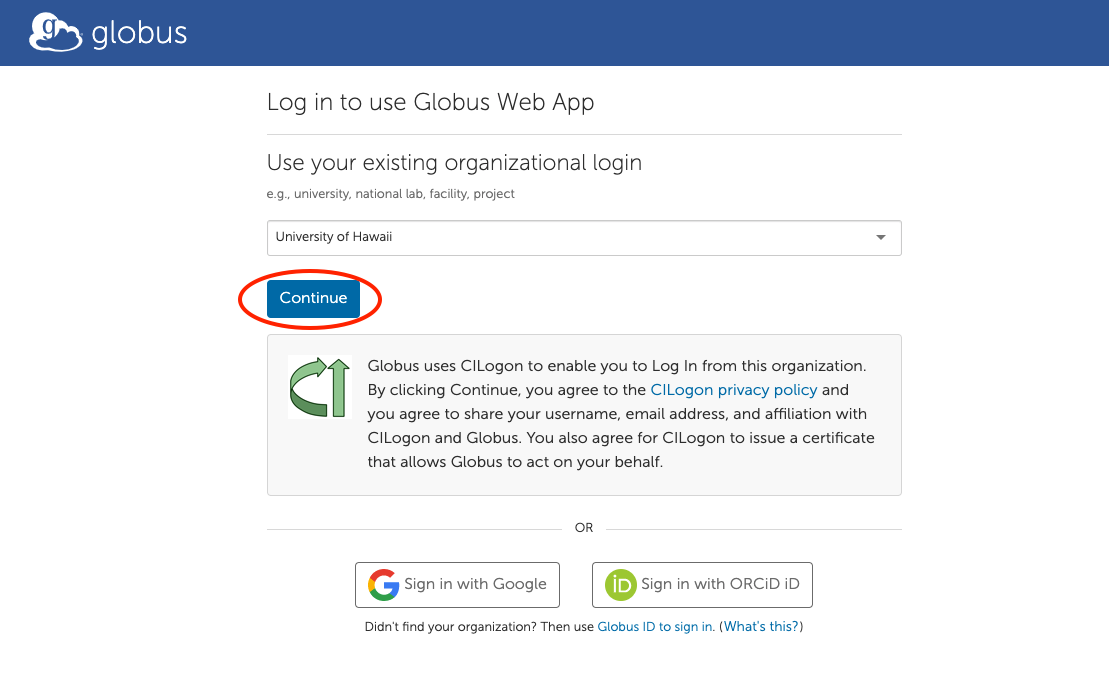 globus
Log in to use Globus Web App
Use your existing organizational login
e.g., university, national lab, facility, project
University of Hawaii
Continue
Globus uses CILogon to enable you to Log In from this organization.
By clicking Continue, you agree to the CILogon privacy policy and
you agree to share your username, email address, and affiliation with
CILogon and Globus. You also agree for CILogon to issue a certificate
that allows Globus to act on your behalf.
OR
Sign in with Google
iD Sign in with ORCiD iD
Didn't find your organization? Then use Globus ID to sign in. (What's this?)